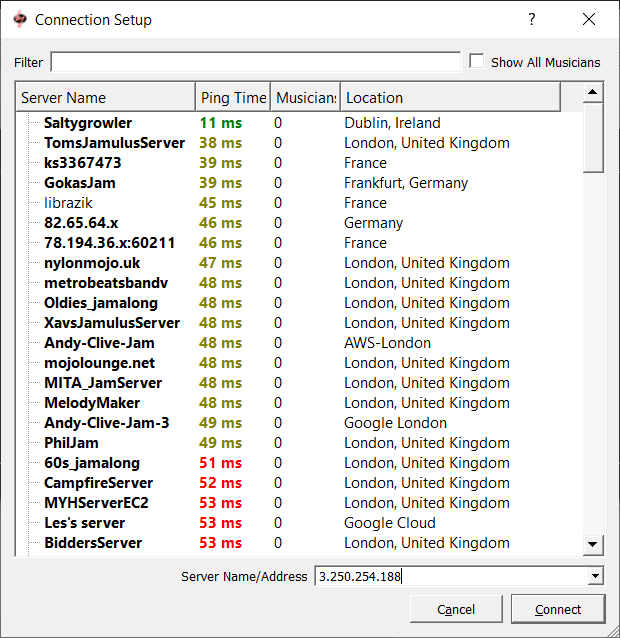 Connection Setup
? 
Filter Show All Musicians
Server Name Ping Time Musicians Location
Saltygrowler 11 ms 0 Dublin, Ireland
TomsJamulusServer 38 ms 0 London, United Kingdom
ks3367473 39 ms 0 France
GokasJam 39 ms 0 Frankfurt, Germany
librazik 45 ms 0 France
82.65.64.x 46 ms 0 Germany
78.194.36.x:60211 46 ms 0 France
nylonmojo.uk 47 ms 0 London, United Kingdom
metrobeatsbandv 48 ms 0 London, United Kingdom
Oldies_jamalong 48 ms 0 London, United Kingdom
XavsJamulusServer 48 ms 0 London, United Kingdom
Andy-Clive-Jam 48 ms 0 AWS-London
mojolounge.net 48 ms 0 London, United Kingdom
MITA_JamServer 48 ms 0 London, United Kingdom
MelodyMaker 48 ms 0 London, United Kingdom
Andy-Clive-Jam-3 49 ms 0 Google London
PhilJam 49 ms 0 London, United Kingdom
60s_jamalong 51 ms 0 London, United Kingdom
CampfireServer 52 ms 0 London, United Kingdom
MYHServerEC2 53 ms 0 London, United Kingdom
Les's server 53 ms 0 Google Cloud
BiddersServer 53 ms 0 London, United Kingdom
Server Name/Address 3.250.254.188
Cancel Connect